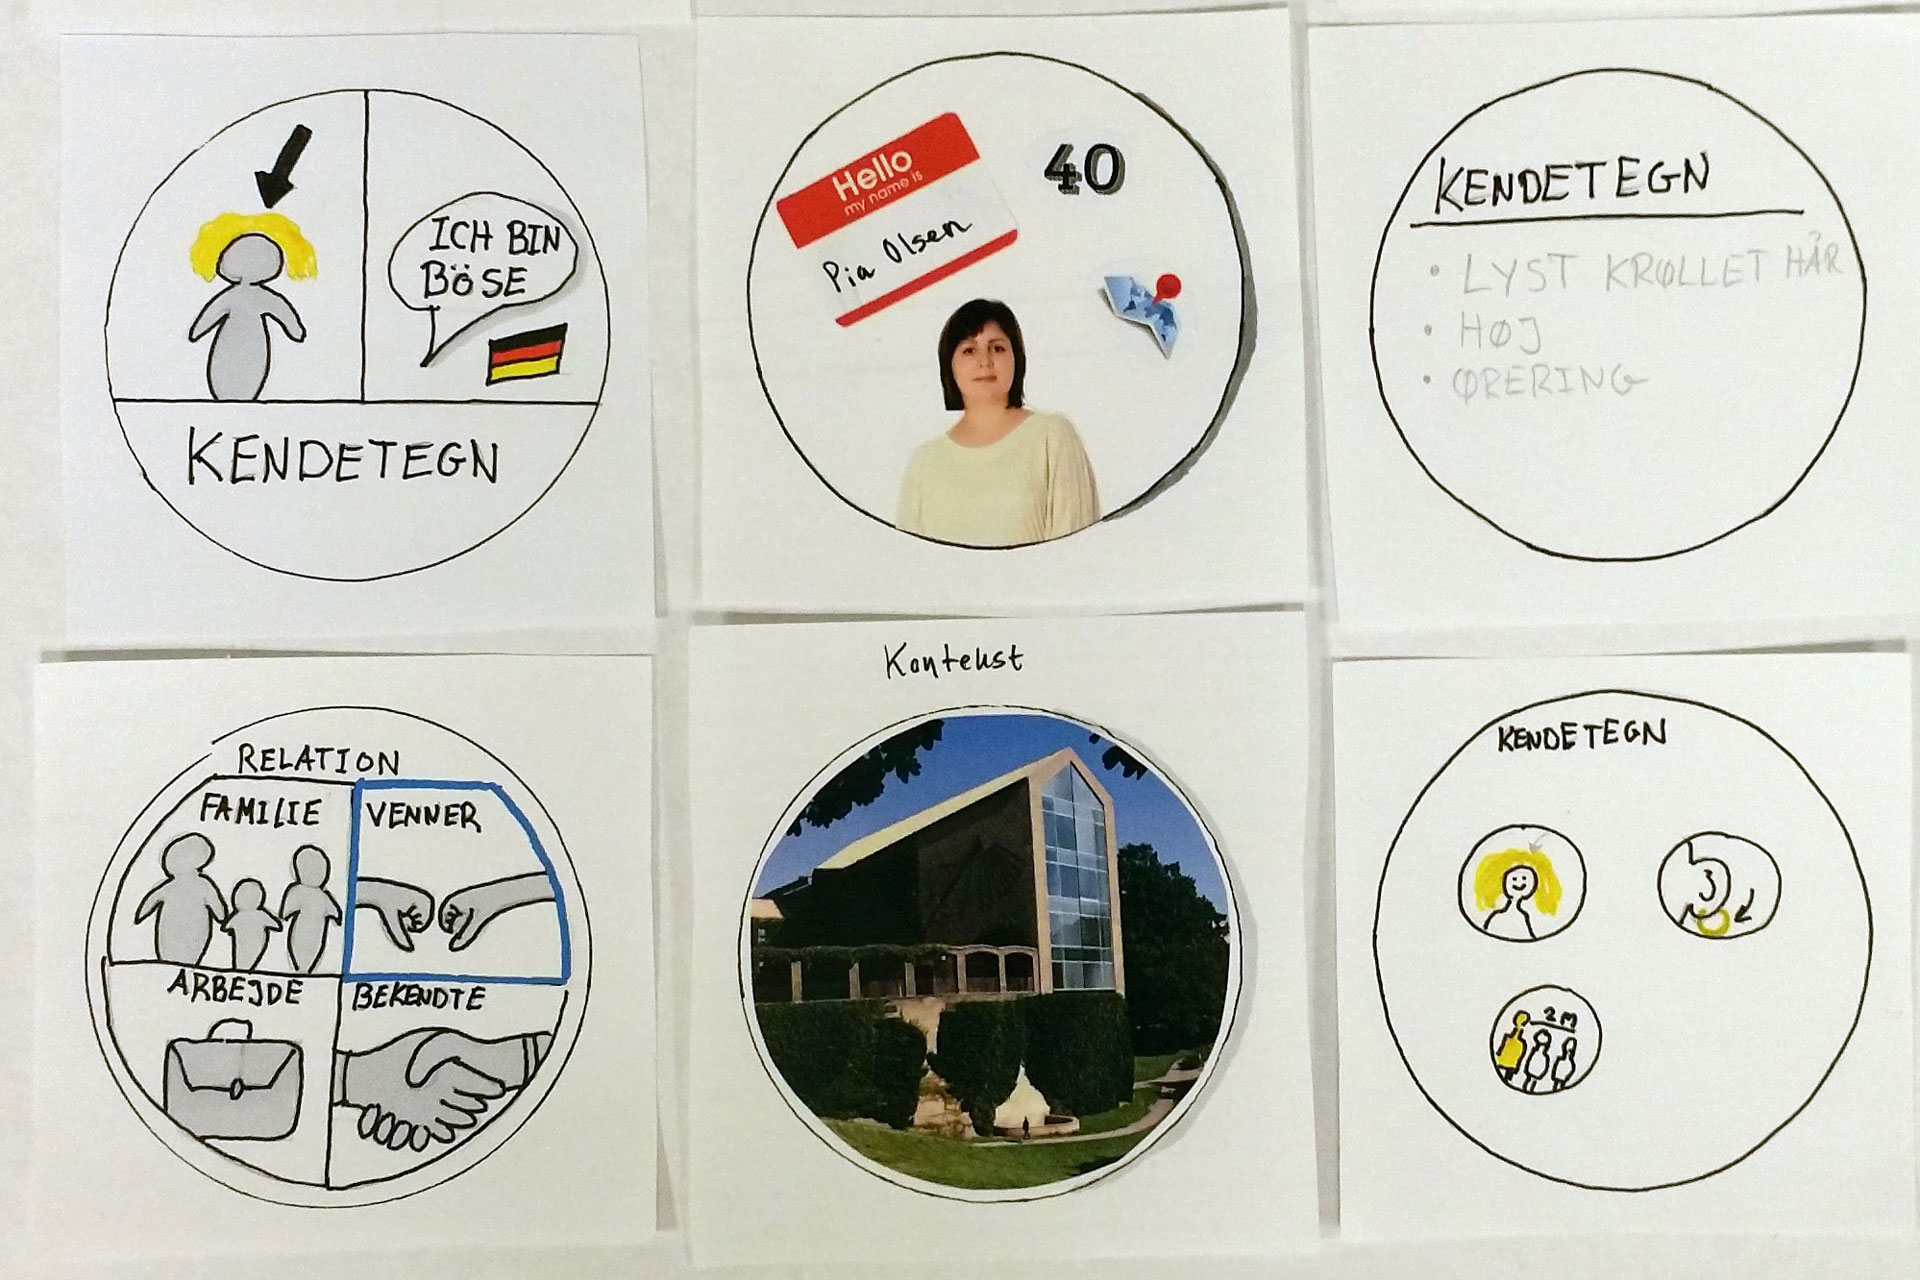 ICH BIN
BÖSE
KENDETEGN
Hello
my name is
Pia Olsen
40
KENDETEGN
• LYST KRØLLET HÅR
• HØJ
• ØRERING
RELATION
FAMILIE
VENNER
ARBEJDE
BEKENDTE
Kontekst
KENDETEGN
2M